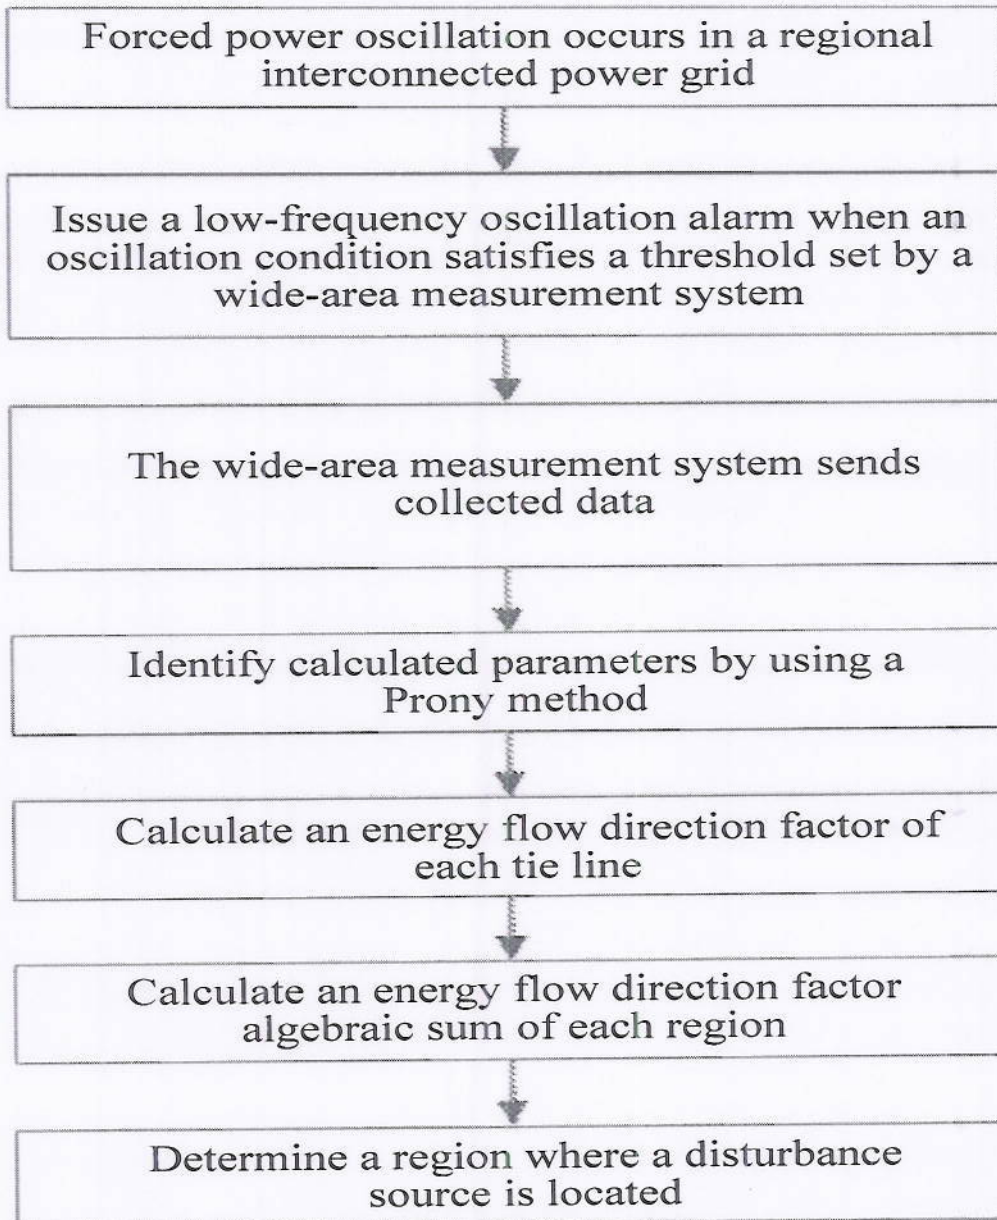 Forced power oscillation occurs in a regional
interconnected power grid
Issue a low-frequency oscillation alarm when an
oscillation condition satisfies a threshold set by a
wide-area measurement system
The wide-area measurement system sends
collected data
Identify calculated parameters by using a
Prony method
Calculate an energy flow direction factor of
each tie line
Calculate an energy flow direction factor
algebraic sum of each region
Determine a region where a disturbance
source is located